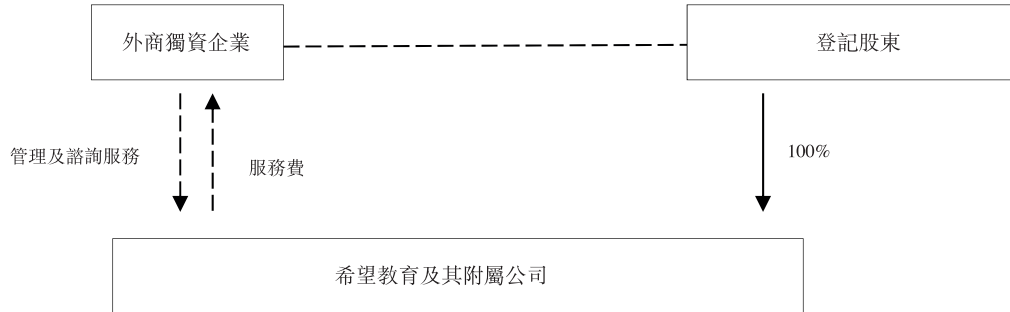 外商獨資企業
登記股東
管理及諮詢服務
服務費
100%
希望教育及其附屬公司